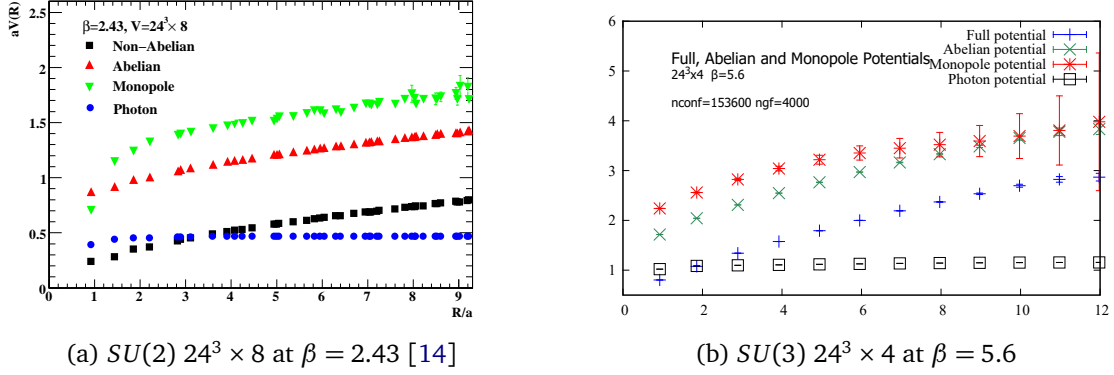 aV(R)
2.5
2
1.5
1
0.5
0
β=2.43, V=24³× 8
Non-Abelian
Abelian
Monopole
Photon
0 1 2 3 4 5 6 7 8 9
R/a
(a) SU(2) 24³ × 8 at β = 2.43 [14]
6
5
4
3
2
1
Full, Abelian and Monopole Potentials
24³x4 β=5.6
nconf=153600 ngf=4000
Full potential
Abelian potential
Monopole potential
Photon potential
0 2 4 6 8 10 12
(b) SU(3) 24³ × 4 at β = 5.6